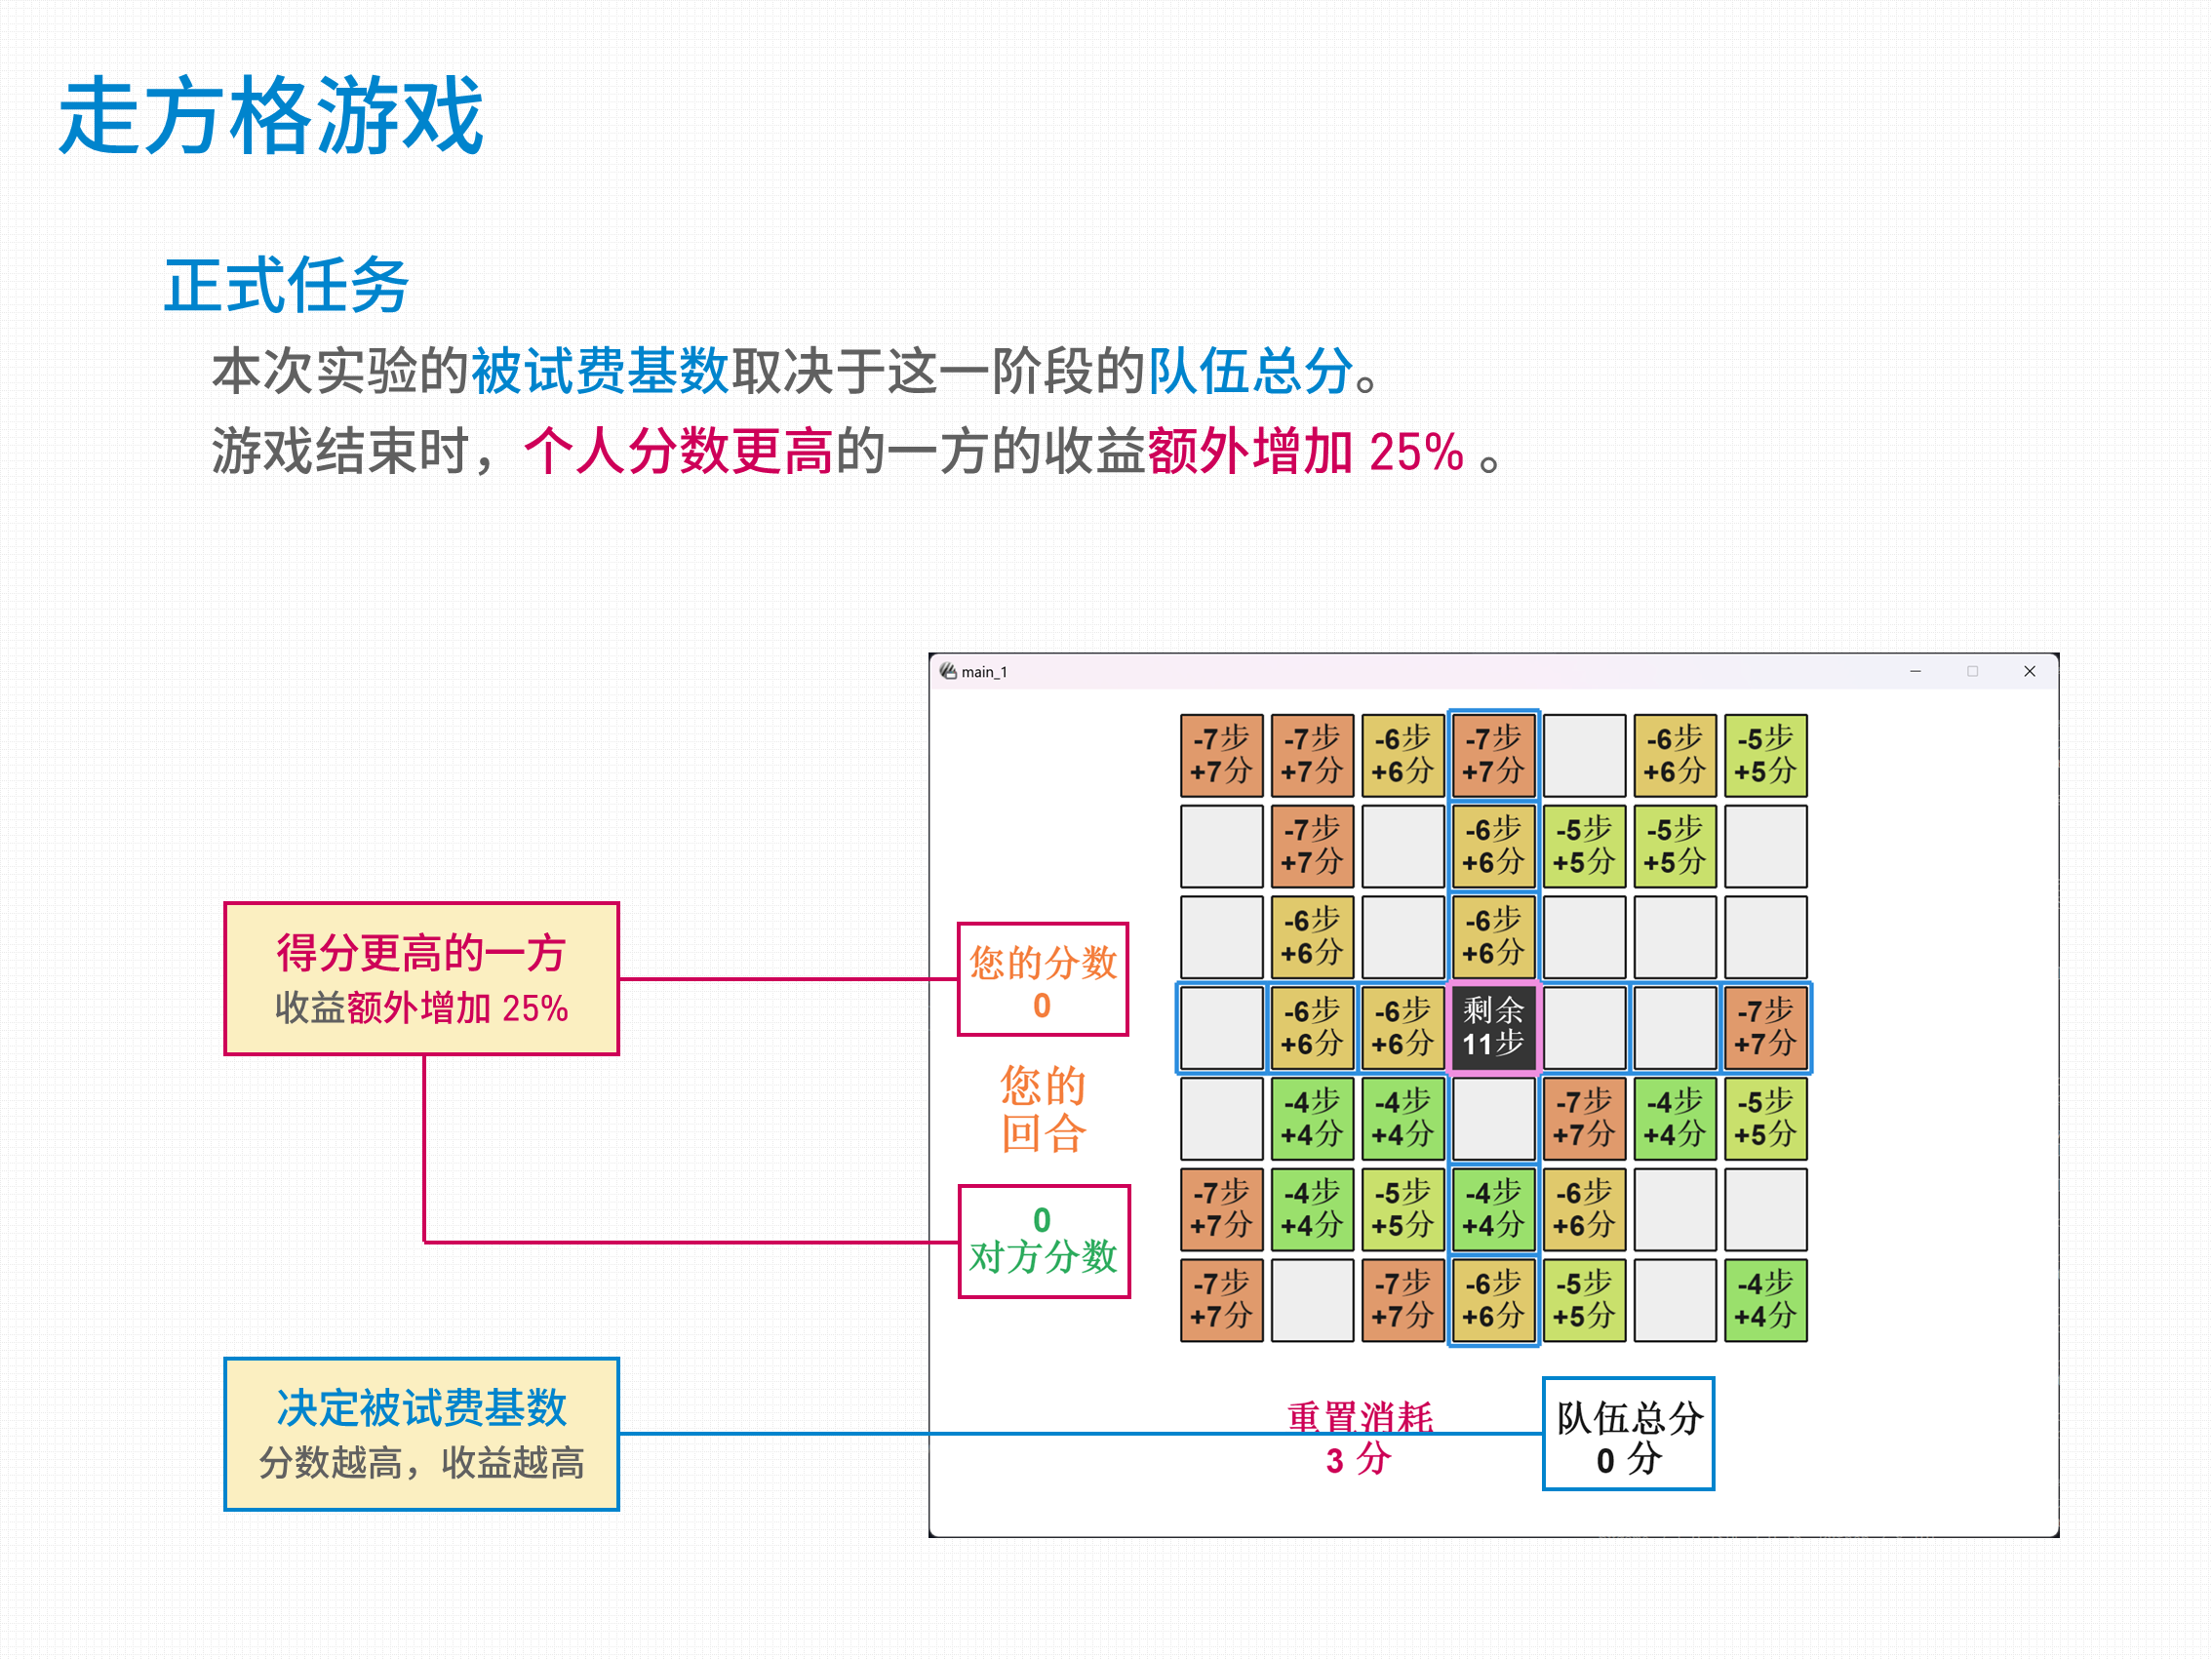 走方格游戏
正式任务
本次实验的被试费基数取决于这一阶段的队伍总分。
游戏结束时，个人分数更高的一方的收益额外增加 25% 。
得分更高的一方
收益额外增加 25%
决定被试费基数
分数越高，收益越高
main_1
您的分数
0
您的
回合
0
对方分数
-7步 -7步 -6步 -7步 -6步 -5步
+7分 +7分 +6分 +7分 +6分 +5分
-7步 -6步 -5步 -5步
+7分 +6分 +5分 +5分
-6步 -6步
+6分 +6分
-6步 -6步 剩余 -7步
+6分 +6分 11步 +7分
-4步 -4步 -7步 -4步 -5步
+4分 +4分 +7分 +4分 +5分
-7步 -4步 -5步 -4步 -6步
+7分 +4分 +5分 +4分 +6分
-7步 -7步 -6步 -5步 -4步
+7分 +7分 +6分 +5分 +4分
重置消耗
3 分
队伍总分
0 分